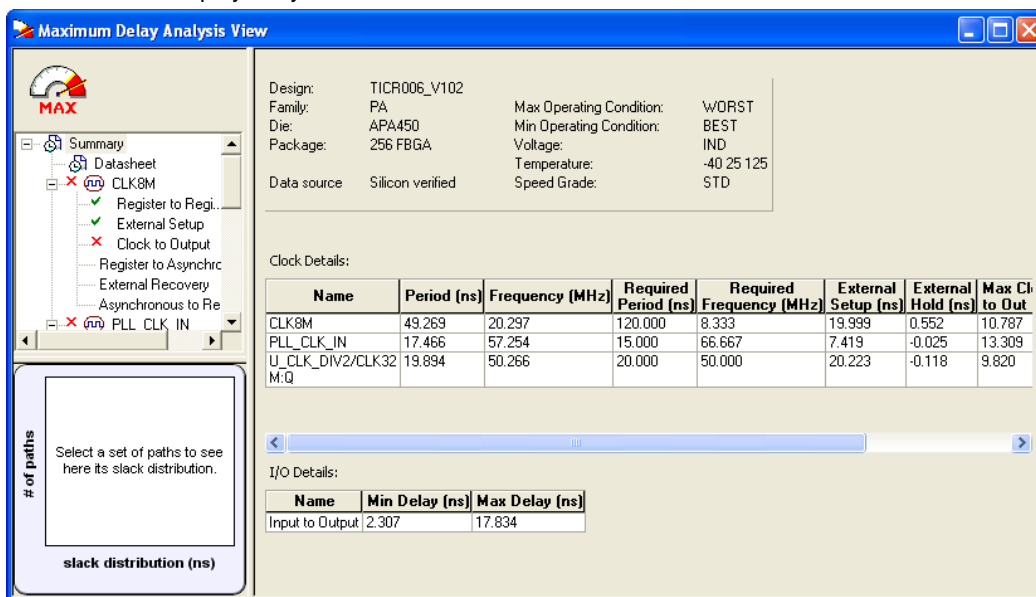 Maximum Delay Analysis View
MAX
Summary
Datasheet
CLK8M
Register to Regi...
External Setup
Clock to Output
Register to Asynchrc
External Recovery
Asynchronous to Re
PLL_CLK_IN
# of paths
Select a set of paths to see
here its slack distribution.
slack distribution (ns)
Design: TICR006_V102
Family: PA Max Operating Condition: WORST
Die: APA450 Min Operating Condition: BEST
Package: 256 FBGA Voltage: IND
Temperature: -40 25 125
Data source Silicon verified Speed Grade: STD
Clock Details:
Name Period (ns) Frequency (MHz) Required Period (ns) Required Frequency (MHz) External Setup (ns) External Hold (ns) Max Cl to Out
CLK8M 49.269 20.297 120.000 8.333 19.999 0.552 10.787
PLL_CLK_IN 17.466 57.254 15.000 66.667 7.419 -0.025 13.309
U_CLK_DIV2/CLK32M:Q 19.894 50.266 20.000 50.000 20.223 -0.118 9.820
I/O Details:
Name Min Delay (ns) Max Delay (ns)
Input to Output 2.307 17.834